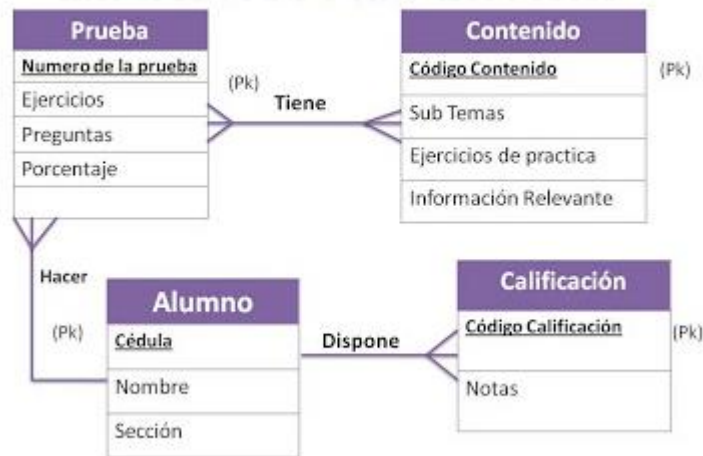 Prueba
Numero de la prueba
(Pk)
Ejercicios
Preguntas
Porcentaje
Tiene
Contenido
Código Contenido
(Pk)
Sub Temas
Ejercicios de practica
Información Relevante
Hacer
(Pk)
Alumno
Cédula
Nombre
Sección
Dispone
Calificación
Código Calificación
(Pk)
Notas